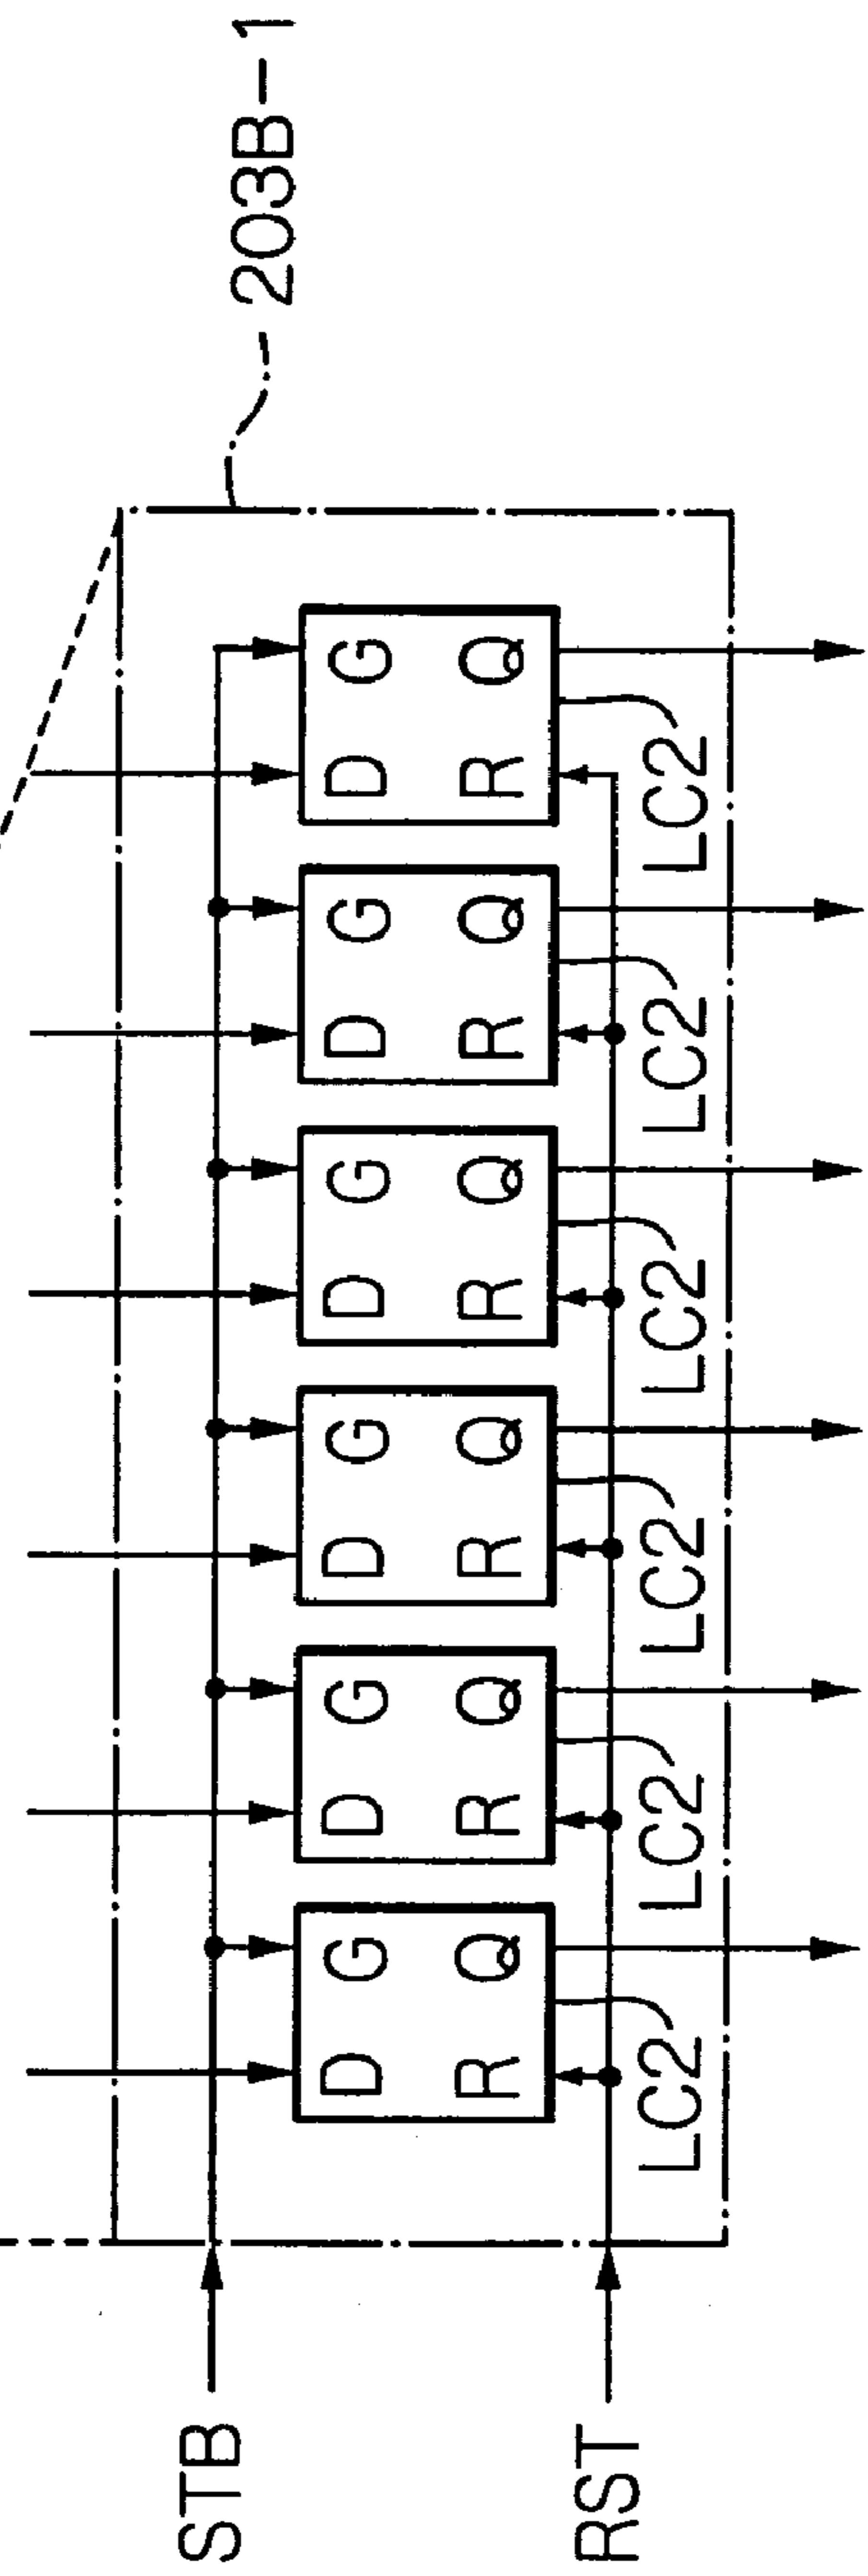 203B-1
STB
D G D G D G D G D G D G
R Q R Q R Q R Q R Q R Q
RST
LC2 LC2 LC2 LC2 LC2 LC2